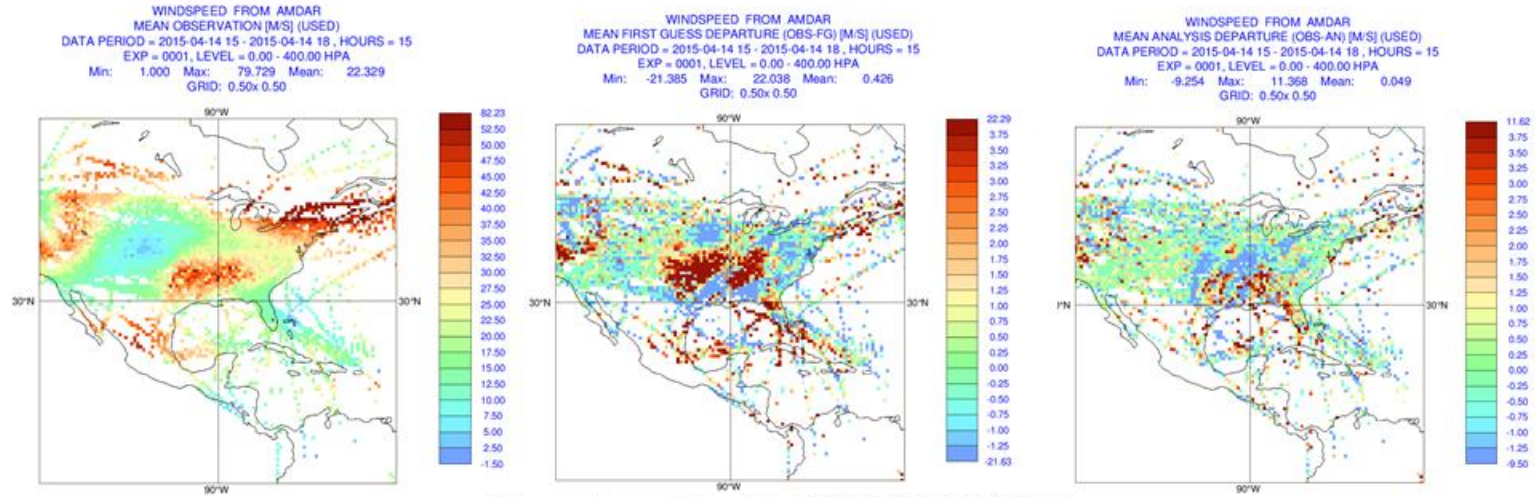 WINDSPEED FROM AMDAR
MEAN OBSERVATION [M/S] (USED)
DATA PERIOD = 2015-04-14 15 - 2015-04-14 18 , HOURS = 15
EXP = 0001, LEVEL = 0.00 - 400.00 HPA
Min: 1.000 Max: 79.729 Mean: 22.329
GRID: 0.50x 0.50
90°W
82.23
52.50
50.00
47.50
45.00
42.50
40.00
37.50
35.00
32.50
30.00
27.50
25.00
22.50
20.00
17.50
15.00
12.50
10.00
7.50
5.00
2.50
-1.50
30°N
30°N
90°W
WINDSPEED FROM AMDAR
MEAN FIRST GUESS DEPARTURE (OBS-FG) [M/S] (USED)
DATA PERIOD = 2015-04-14 15 - 2015-04-14 18 , HOURS = 15
EXP = 0001, LEVEL = 0.00 - 400.00 HPA
Min: -21.385 Max: 22.038 Mean: 0.426
GRID: 0.50x 0.50
90°W
22.29
3.75
3.50
3.25
3.00
2.75
2.50
2.25
2.00
1.75
1.50
1.25
1.00
0.75
0.50
0.25
0.00
-0.25
-0.50
-0.75
-1.00
-1.25
-21.63
30°N
30°N
90°W
WINDSPEED FROM AMDAR
MEAN ANALYSIS DEPARTURE (OBS-AN) [M/S] (USED)
DATA PERIOD = 2015-04-14 15 - 2015-04-14 18 , HOURS = 15
EXP = 0001, LEVEL = 0.00 - 400.00 HPA
Min: -9.254 Max: 11.368 Mean: 0.049
GRID: 0.50x 0.50
90°W
11.62
3.75
3.50
3.25
3.00
2.75
2.50
2.25
2.00
1.75
1.50
1.25
1.00
0.75
0.50
0.25
0.00
-0.25
-0.50
-0.75
-1.00
-1.25
-9.50
°N
30°N
90°W